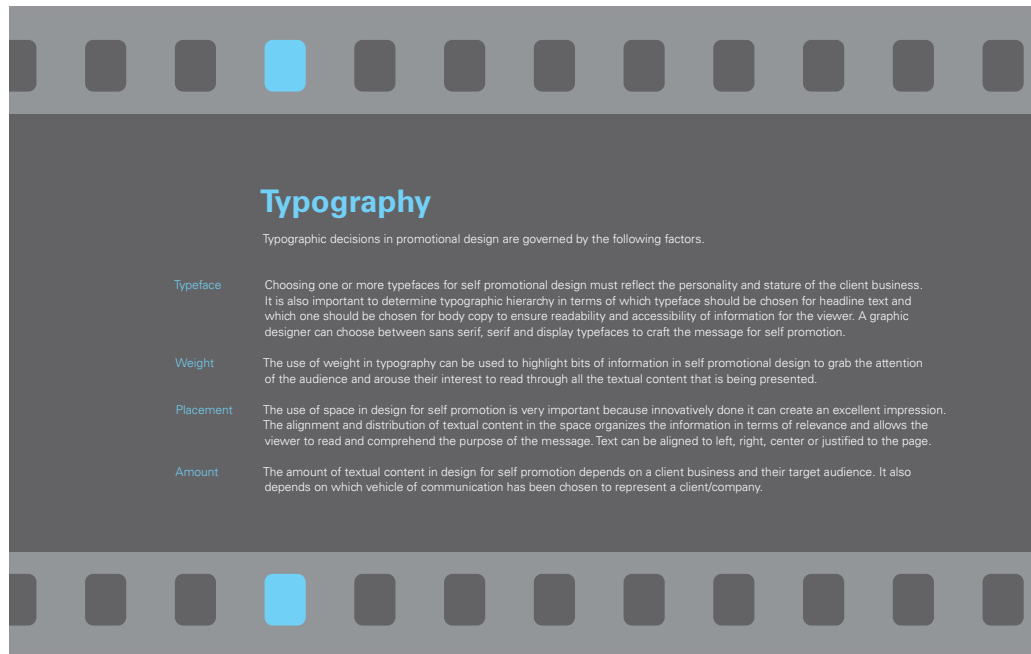 Typography
Typographic decisions in promotional design are governed by the following factors.
Typeface
Choosing one or more typefaces for self promotional design must reflect the personality and stature of the client business.
It is also important to determine typographic hierarchy in terms of which typeface should be chosen for headline text and
which one should be chosen for body copy to ensure readability and accessibility of information for the viewer. A graphic
designer can choose between sans serif, serif and display typefaces to craft the message for self promotion.
Weight
The use of weight in typography can be used to highlight bits of information in self promotional design to grab the attention
of the audience and arouse their interest to read through all the textual content that is being presented.
Placement
The use of space in design for self promotion is very important because innovatively done it can create an excellent impression.
The alignment and distribution of textual content in the space organizes the information in terms of relevance and allows the
viewer to read and comprehend the purpose of the message. Text can be aligned to left, right, center or justified to the page.
Amount
The amount of textual content in design for self promotion depends on a client business and their target audience. It also
depends on which vehicle of communication has been chosen to represent a client/company.